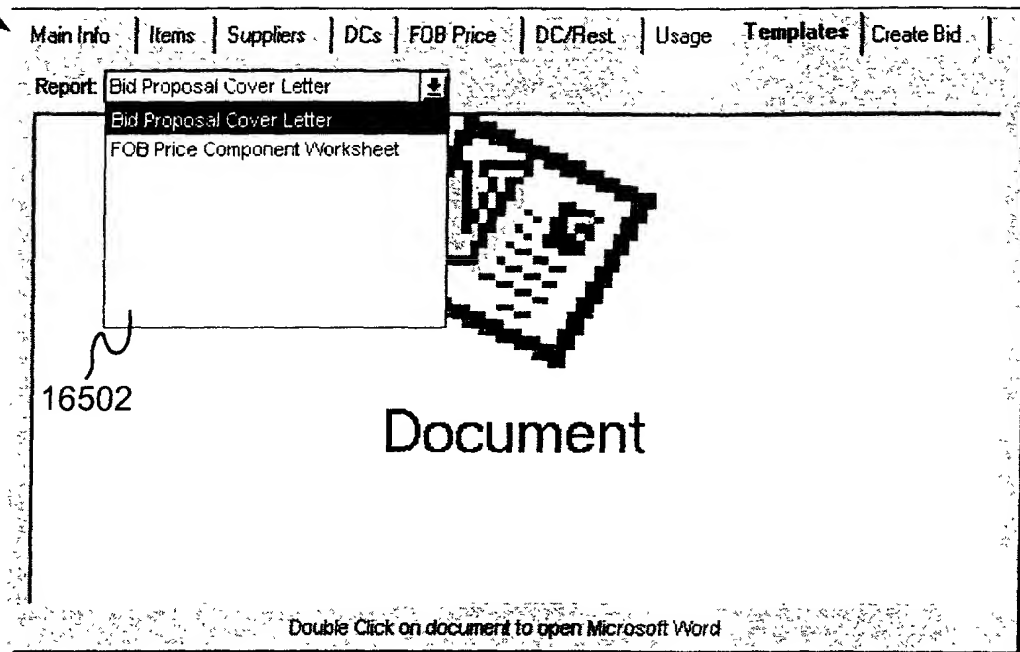 Main Info Items Suppliers DCs FOB Price DC/Rest. Usage Templates Create Bid
Report: Bid Proposal Cover Letter
Bid Proposal Cover Letter
FOB Price Component Worksheet
16502
Document
Double Click on document to open Microsoft Word